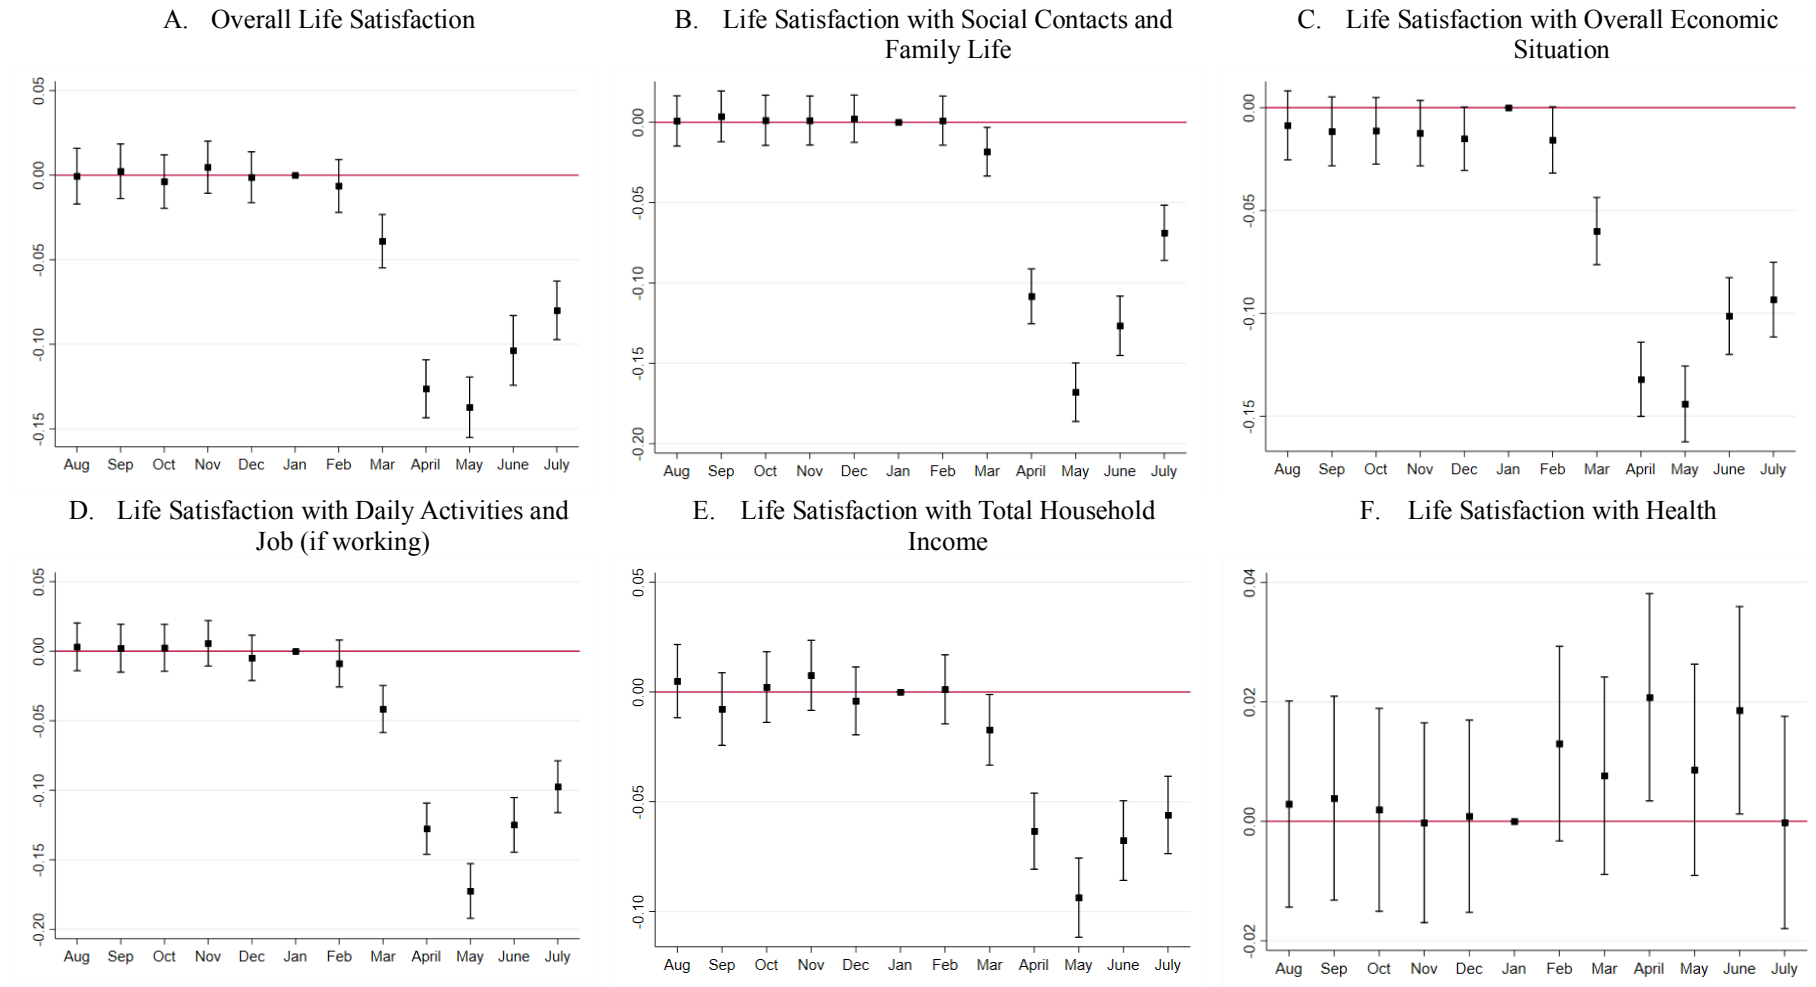 A. Overall Life Satisfaction
0.05
0.00
-0.05
-0.10
-0.15
Aug Sep Oct Nov Dec Jan Feb Mar April May June July
B. Life Satisfaction with Social Contacts and
Family Life
0.00
-0.05
-0.10
-0.15
-0.20
Aug Sep Oct Nov Dec Jan Feb Mar April May June July
C. Life Satisfaction with Overall Economic
Situation
0.00
-0.05
-0.10
-0.15
Aug Sep Oct Nov Dec Jan Feb Mar April May June July
D. Life Satisfaction with Daily Activities and
Job (if working)
0.05
0.00
-0.05
-0.10
-0.15
-0.20
Aug Sep Oct Nov Dec Jan Feb Mar April May June July
E. Life Satisfaction with Total Household
Income
0.05
0.00
-0.05
-0.10
Aug Sep Oct Nov Dec Jan Feb Mar April May June July
F. Life Satisfaction with Health
0.04
0.02
0.00
-0.02
Aug Sep Oct Nov Dec Jan Feb Mar April May June July